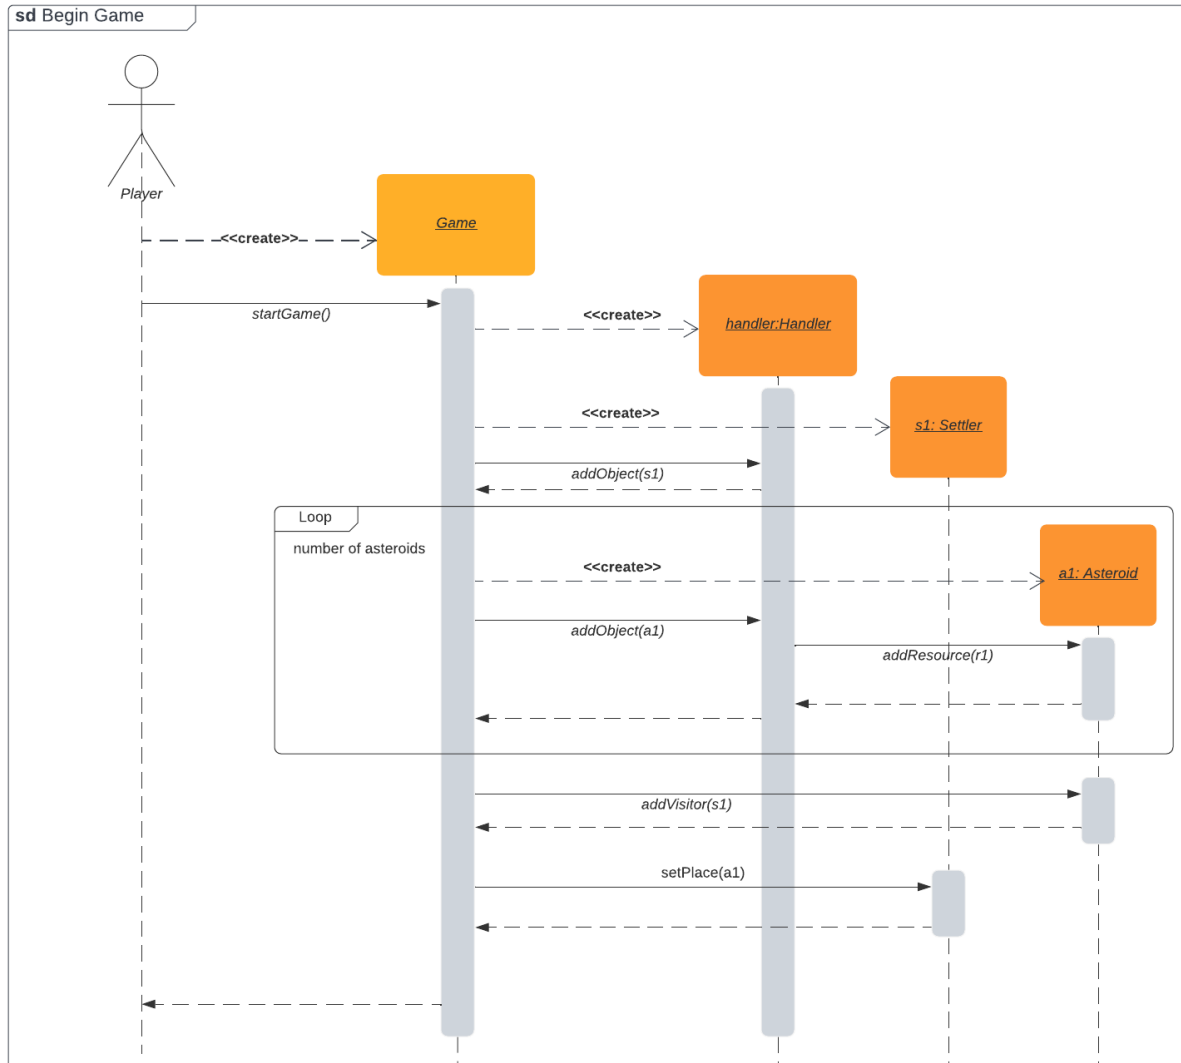 sd Begin Game
Player
Game
<<create>>
startGame()
<<create>>
handler:Handler
<<create>>
s1: Settler
addObject(s1)
Loop
number of asteroids
<<create>>
a1: Asteroid
addObject(a1)
addResource(r1)
addVisitor(s1)
setPlace(a1)